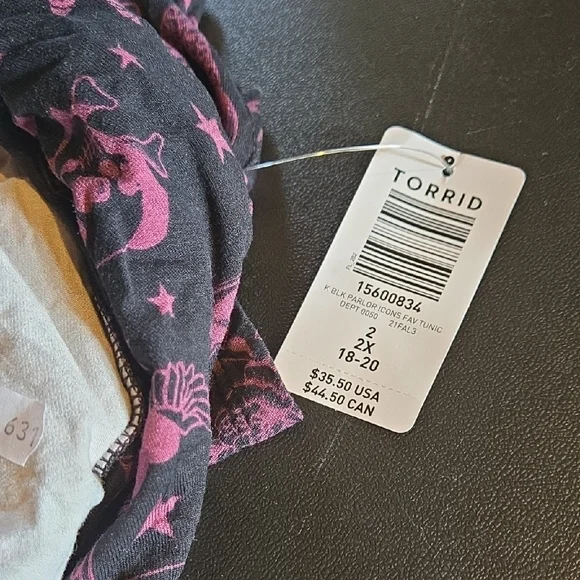 TORRID
15600834
K BLK PARLOR ICONS FAV TUNIC
DEPT 0050 21FAL3
2
2X
18-20
$35.50 USA
$44.50 CAN
631